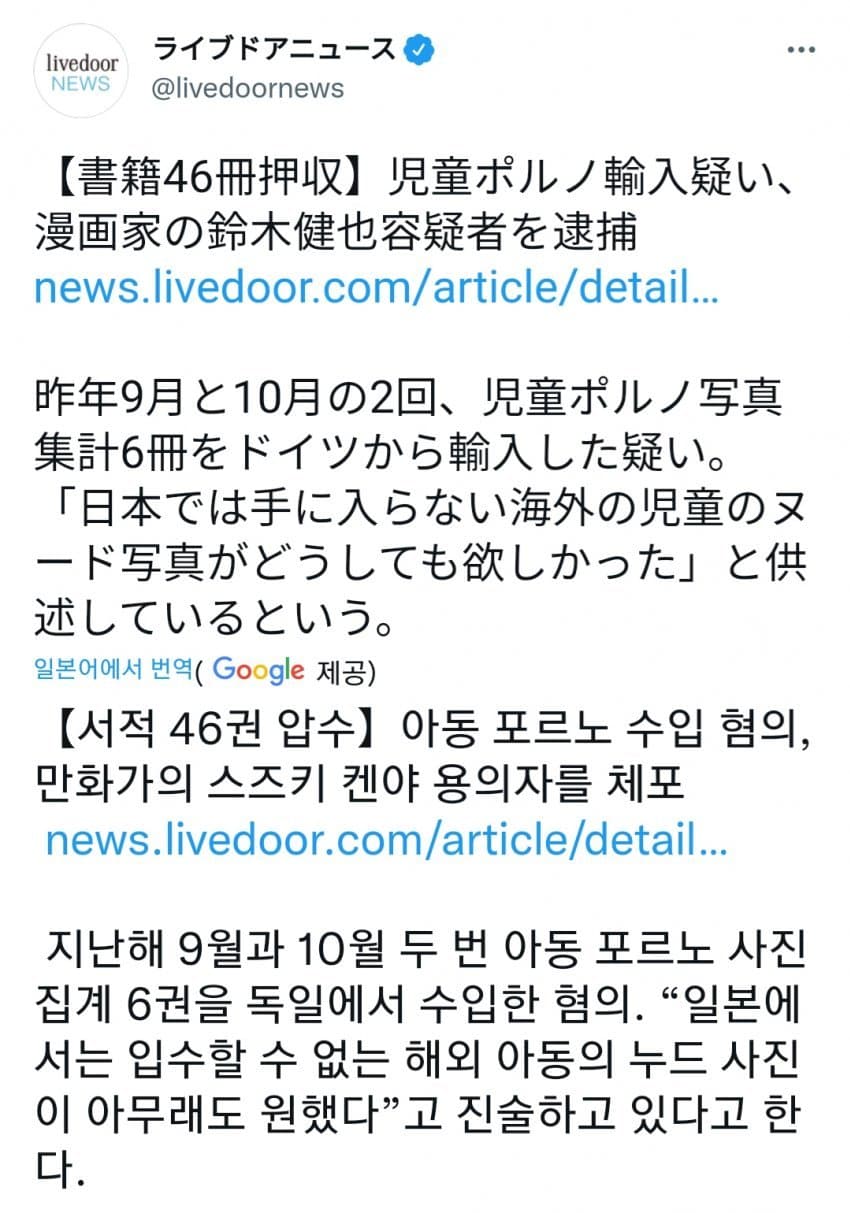 livedoor
NEWS
ライブドアニュース
@livedoornews
【書籍46冊押収】児童ポルノ輸入疑い、
漫画家の鈴木健也容疑者を逮捕
news.livedoor.com/article/detail…
昨年9月と10月の2回、児童ポルノ写真
集計6冊をドイツから輸入した疑い。
「日本では手に入らない海外の児童のヌ
ード写真がどうしても欲しかった」と供
述しているという。
일본어에서 번역( Google 제공)
【서적 46권 압수】아동 포르노 수입 혐의,
만화가의 스즈키 켄야 용의자를 체포
news.livedoor.com/article/detail…
지난해 9월과 10월 두 번 아동 포르노 사진
집계 6권을 독일에서 수입한 혐의. “일본에
서는 입수할 수 없는 해외 아동의 누드 사진
이 아무래도 원했다”고 진술하고 있다고 한
다.